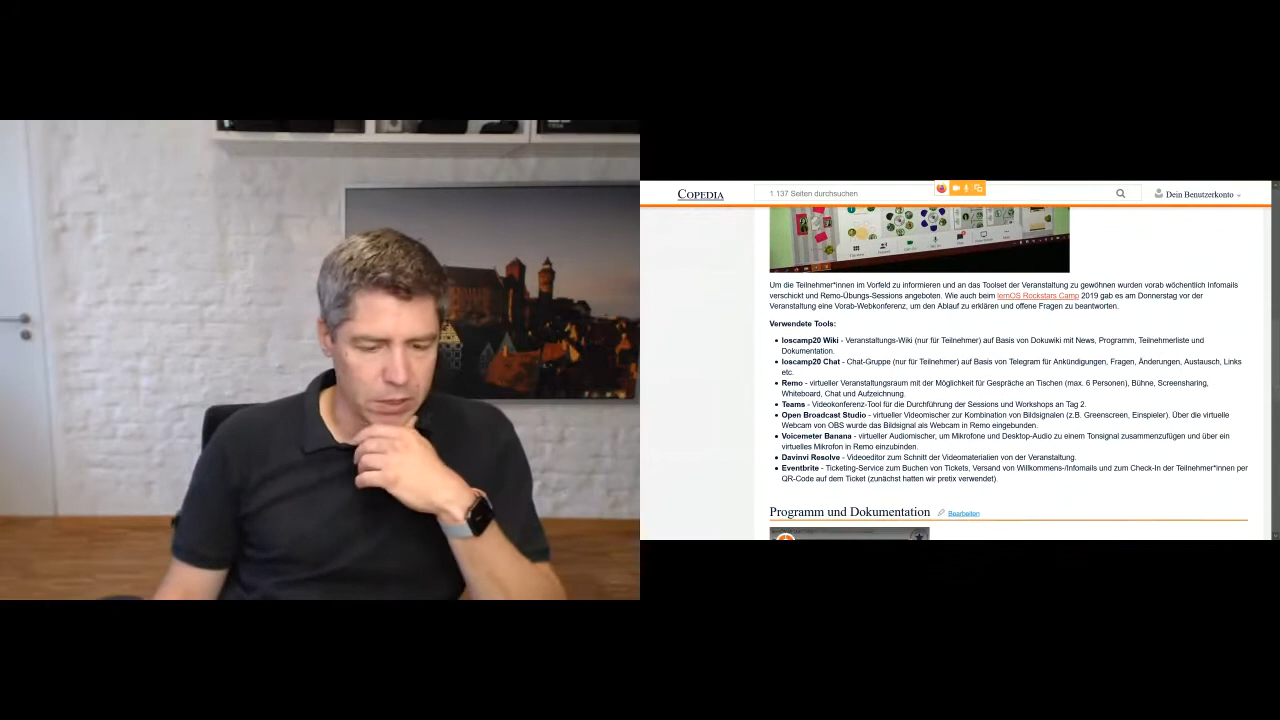 COPEDIA
1 137 Seiten durchsuchen
Dein Benutzerkonto
Um die Teilnehmer*innen im Vorfeld zu informieren und an das Toolset der Veranstaltung zu gewöhnen wurden vorab wöchentlich Infomails
verschickt und Remo-Übungs-Sessions angeboten. Wie auch beim lernOS Rockstars Camp 2019 gab es am Donnerstag vor der
Veranstaltung eine Vorab-Webkonferenz, um den Ablauf zu erklären und offene Fragen zu beantworten.
Verwendete Tools:
loscamp20 Wiki - Veranstaltungs-Wiki (nur für Teilnehmer) auf Basis von Dokuwiki mit News, Programm, Teilnehmerliste und
Dokumentation.
loscamp20 Chat - Chat-Gruppe (nur für Teilnehmer) auf Basis von Telegram für Ankündigungen, Fragen, Änderungen, Austausch, Links
etc.
Remo - virtueller Veranstaltungsraum mit der Möglichkeit für Gespräche an Tischen (max. 6 Personen), Bühne, Screensharing,
Whiteboard, Chat und Aufzeichnung.
Teams - Videokonferenz-Tool für die Durchführung der Sessions und Workshops an Tag 2.
Open Broadcast Studio - virtueller Videomischer zur Kombination von Bildsignalen (z.B. Greenscreen, Einspieler). Über die virtuelle
Webcam von OBS wurde das Bildsignal als Webcam in Remo eingebunden.
Voicemeter Banana - virtueller Audiomischer, um Mikrofone und Desktop-Audio zu einem Tonsignal zusammenzufügen und über ein
virtuelles Mikrofon in Remo einzubinden.
Davinvi Resolve - Videoeditor zum Schnitt der Videomaterialien von der Veranstaltung.
Eventbrite - Ticketing-Service zum Buchen von Tickets, Versand von Willkommens-/Infomails und zum Check-In der Teilnehmer*innen per
QR-Code auf dem Ticket (zunächst hatten wir pretix verwendet).
Programm und Dokumentation Bearbeiten